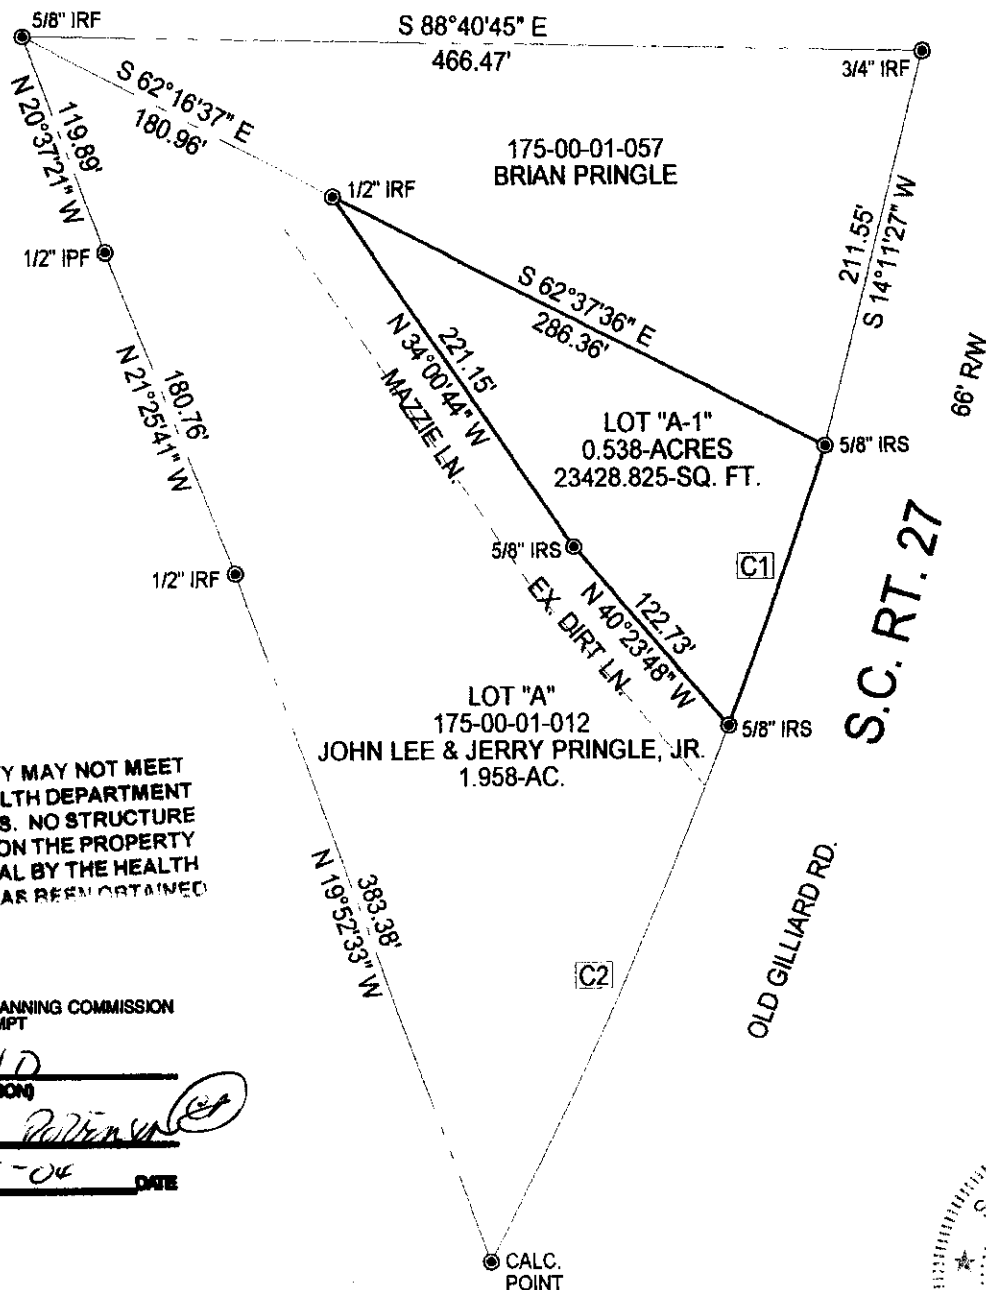 5/8" IRF
S 88°40'45" E
466.47'
3/4" IRF
S 62°16'37" E
180.96'
119.89'
N 20°37'21" W
175-00-01-057
BRIAN PRINGLE
1/2" IRF
211.55'
S 14°11'27" W
1/2" IPF
S 62°37'36" E
286.36'
221.15'
N 34°00'44" W
MAZZIE LN.
66' R/W
180.76'
N 21°25'41" W
LOT "A-1"
0.538-ACRES
23428.825-SQ. FT.
5/8" IRS
5/8" IRS
C1
1/2" IRF
122.73'
N 40°23'48" W
EX. DIRT LN.
S.C. RT. 27
LOT "A"
175-00-01-012
JOHN LEE & JERRY PRINGLE, JR.
1.958-AC.
5/8" IRS
Y MAY NOT MEET
LTH DEPARTMENT
S. NO STRUCTURE
ON THE PROPERTY
AL BY THE HEALTH
AS BEEN OBTAINED
383.38'
N 19°52'33" W
C2
OLD GILLIARD RD.
ANNING COMMISSION
MPT
ION)
-04 DATE
CALC.
POINT